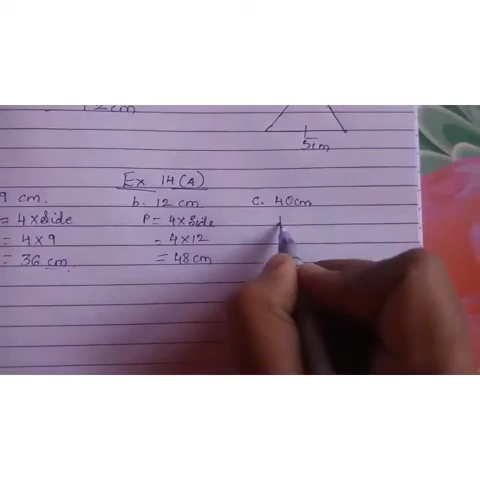 12cm
5cm
Ex 14 (A)
9 cm.
= 4 × Side
= 4 × 9
= 36 cm
b. 12 cm
P = 4 × Side
= 4 × 12
= 48 cm
c. 40cm